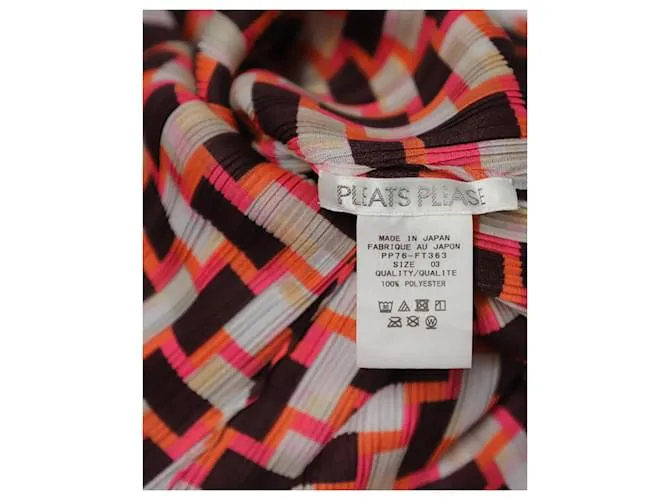 PLEATS PLEASE
MADE IN JAPAN
FABRIQUE AU JAPON
PP76-FT363
SIZE 03
QUALITY/QUALITE
100% POLYESTER